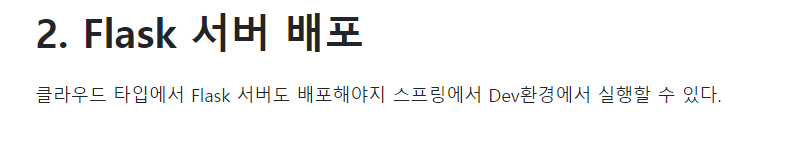 2. Flask 서버 배포
클라우드 타입에서 Flask 서버도 배포해야지 스프링에서 Dev환경에서 실행할 수 있다.